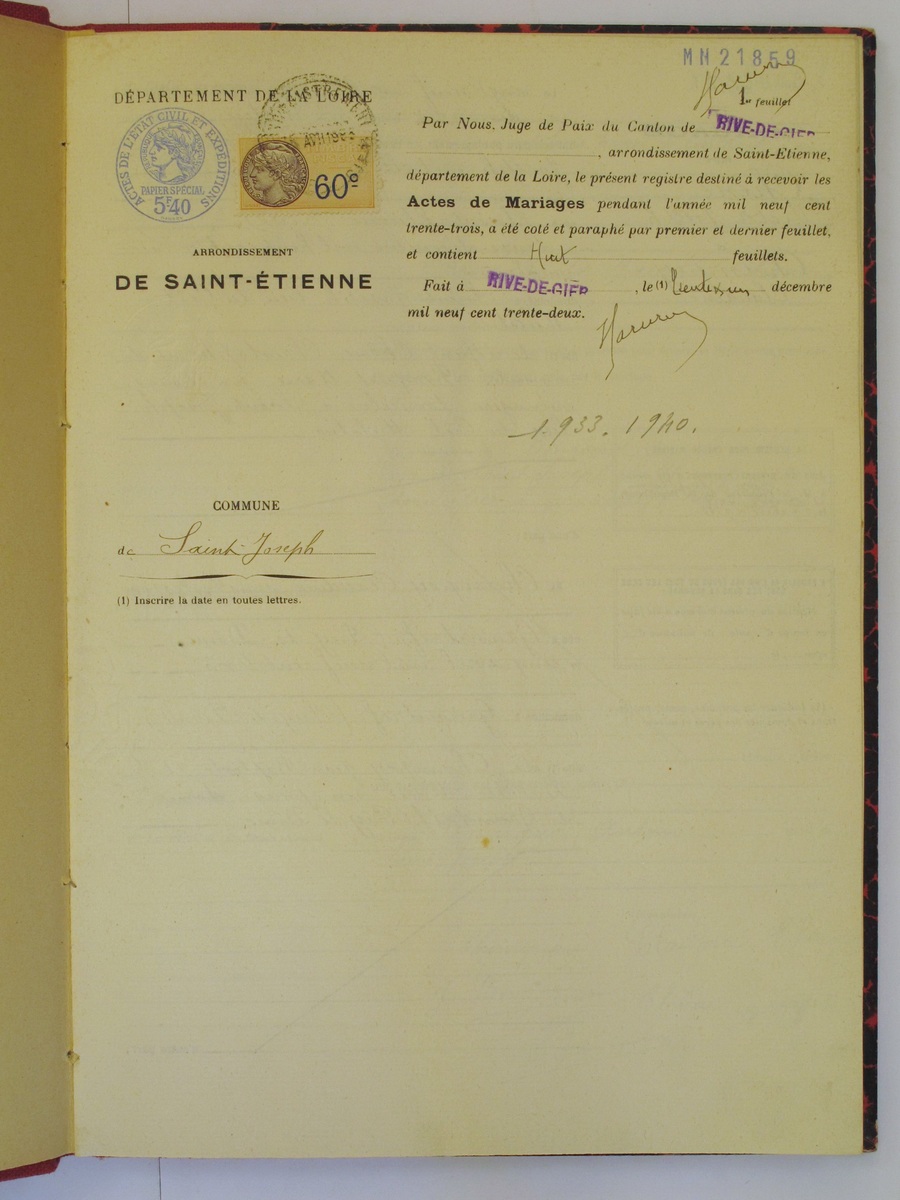 MN 21859
DÉPARTEMENT DE LA LOIRE
ACTES DE L'ÉTAT CIVIL ET EXPÉDITIONS
PAPIER SPÉCIAL
5F40
60c
ARRONDISSEMENT
DE SAINT-ÉTIENNE
1er feuillet
Par Nous, Juge de Paix du Canton de RIVE-DE-GIER
, arrondissement de Saint-Etienne,
département de la Loire, le présent registre destiné à recevoir les
Actes de Mariages pendant l'année mil neuf cent
trente-trois, a été coté et paraphé par premier et dernier feuillet,
et contient Huit feuillets.
Fait à RIVE-DE-GIER , le (1) décembre
mil neuf cent trente-deux.
1.933. 1940.
COMMUNE
de Saint-Joseph
(1) Inscrire la date en toutes lettres.